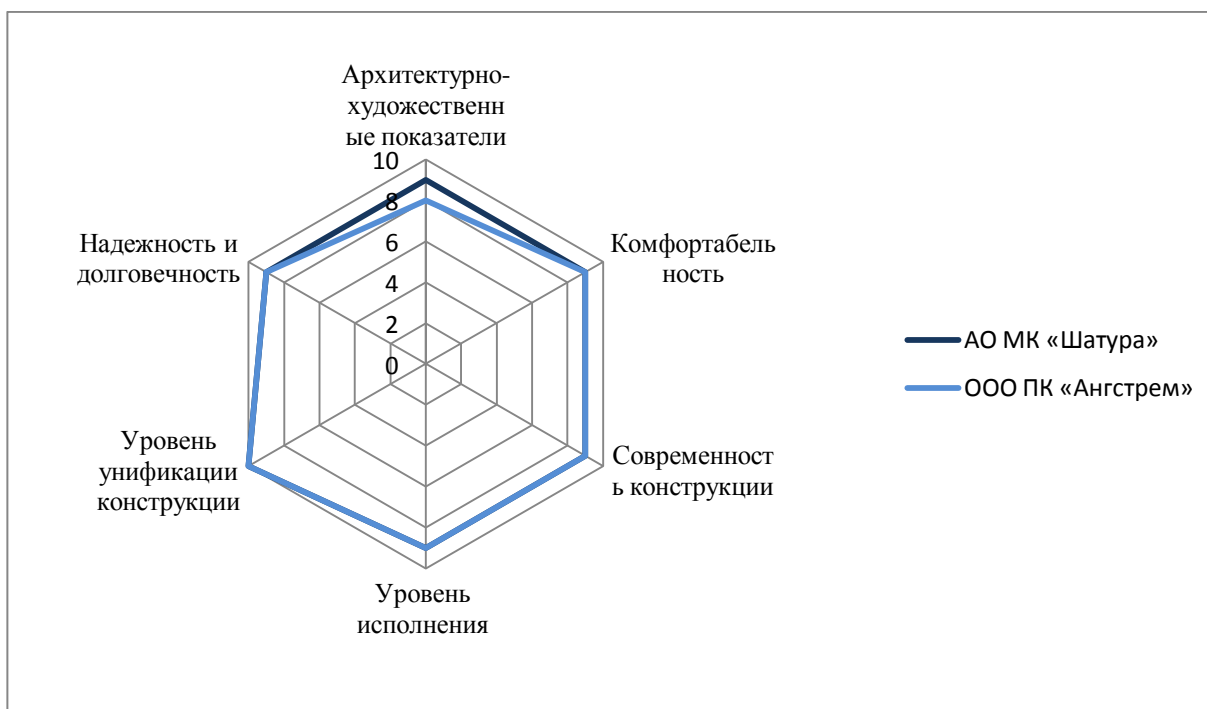 Архитектурно-
художественн
ые показатели
10
8
6
4
2
0
Комфортабель
ность
Современност
ь конструкции
Уровень
исполнения
Уровень
унификации
конструкции
Надежность и
долговечность
АО МК «Шатура»
ООО ПК «Ангстрем»